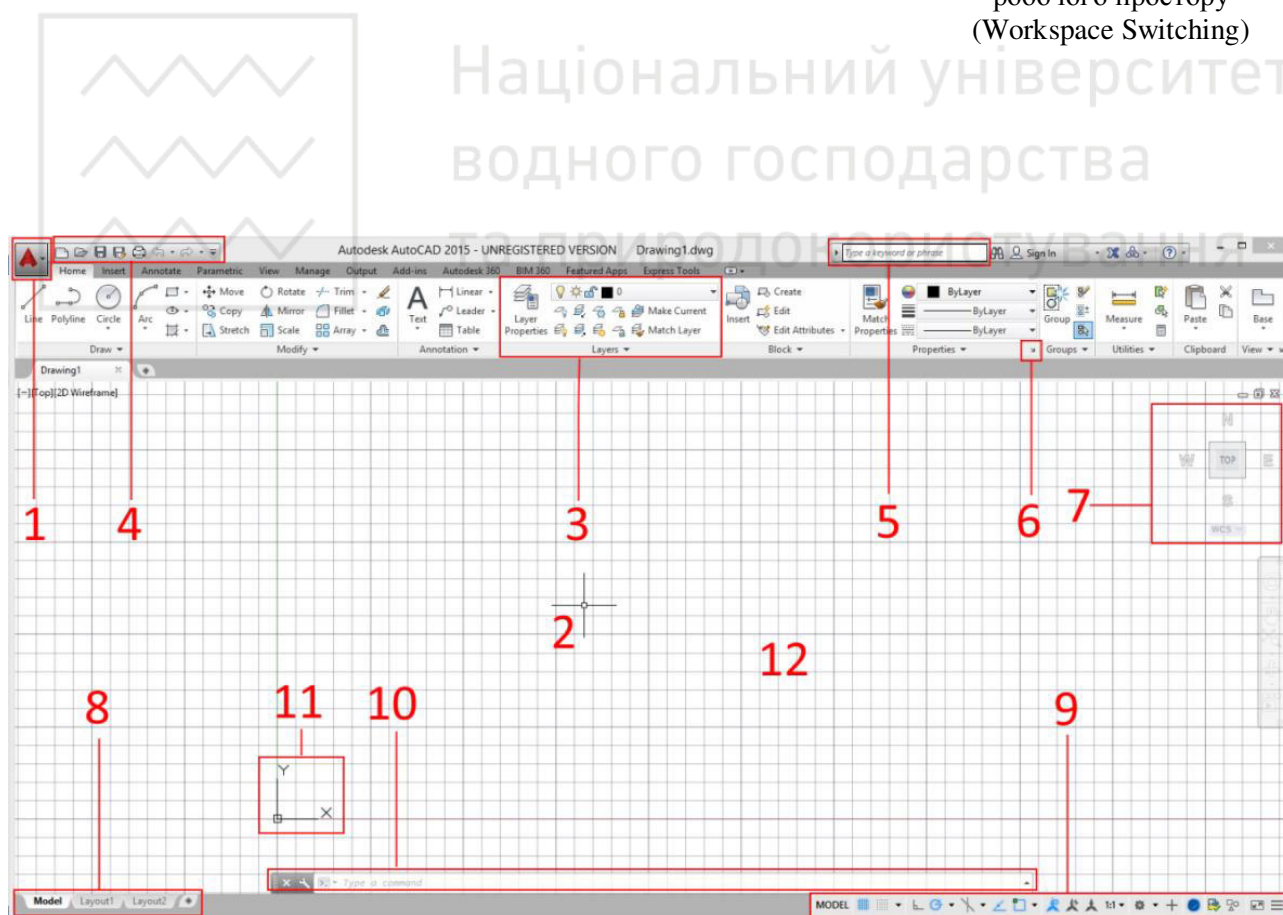 робочого простору
(Workspace Switching)
Національний університет
водного господарства
та природокористування
Autodesk AutoCAD 2015 - UNREGISTERED VERSION Drawing1.dwg
Type a keyword or phrase
Sign In
Home Insert Annotate Parametric View Manage Output Add-ins Autodesk 360 BIM 360 Featured Apps Express Tools
Line Polyline Circle Arc
Move Rotate Trim
Copy Mirror Fillet
Stretch Scale Array
Text
Linear
Leader
Table
Layer Properties
0
Make Current
Match Layer
Insert
Create
Edit
Edit Attributes
Match Properties
ByLayer
ByLayer
ByLayer
Group
Measure
Paste
Base
Draw Modify Annotation Layers Block Properties Groups Utilities Clipboard View
Drawing1
[−][Top][2D Wireframe]
N
W TOP E
S
WCS
1 4 3 5 6 7
2
12
8 11 10 9
Y
X
Type a command
Model Layout1 Layout2
MODEL 1:1